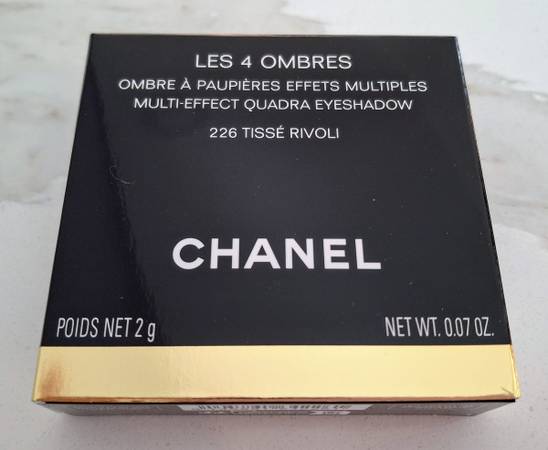 LES 4 OMBRES
OMBRE À PAUPIÈRES EFFETS MULTIPLES
MULTI-EFFECT QUADRA EYESHADOW
226 TISSÉ RIVOLI
CHANEL
POIDS NET 2 g NET WT. 0.07 OZ.